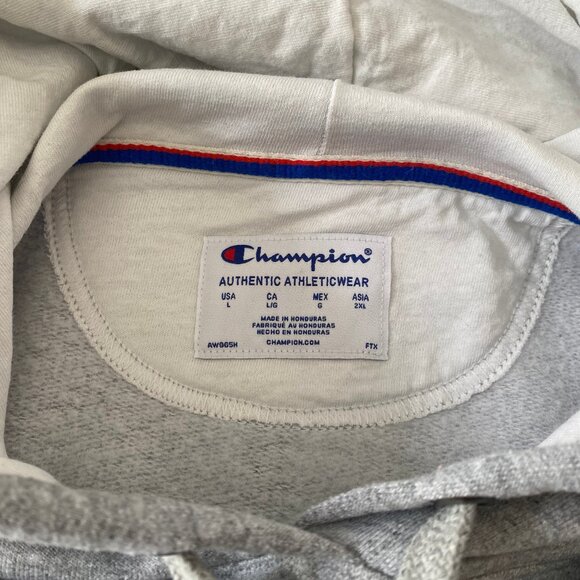 Champion®
AUTHENTIC ATHLETICWEAR
USA CA MEX ASIA
L L/G G 2XL
MADE IN HONDURAS
FABRIQUÉ AU HONDURAS
HECHO EN HONDURAS
AW865H CHAMPION.COM FTX